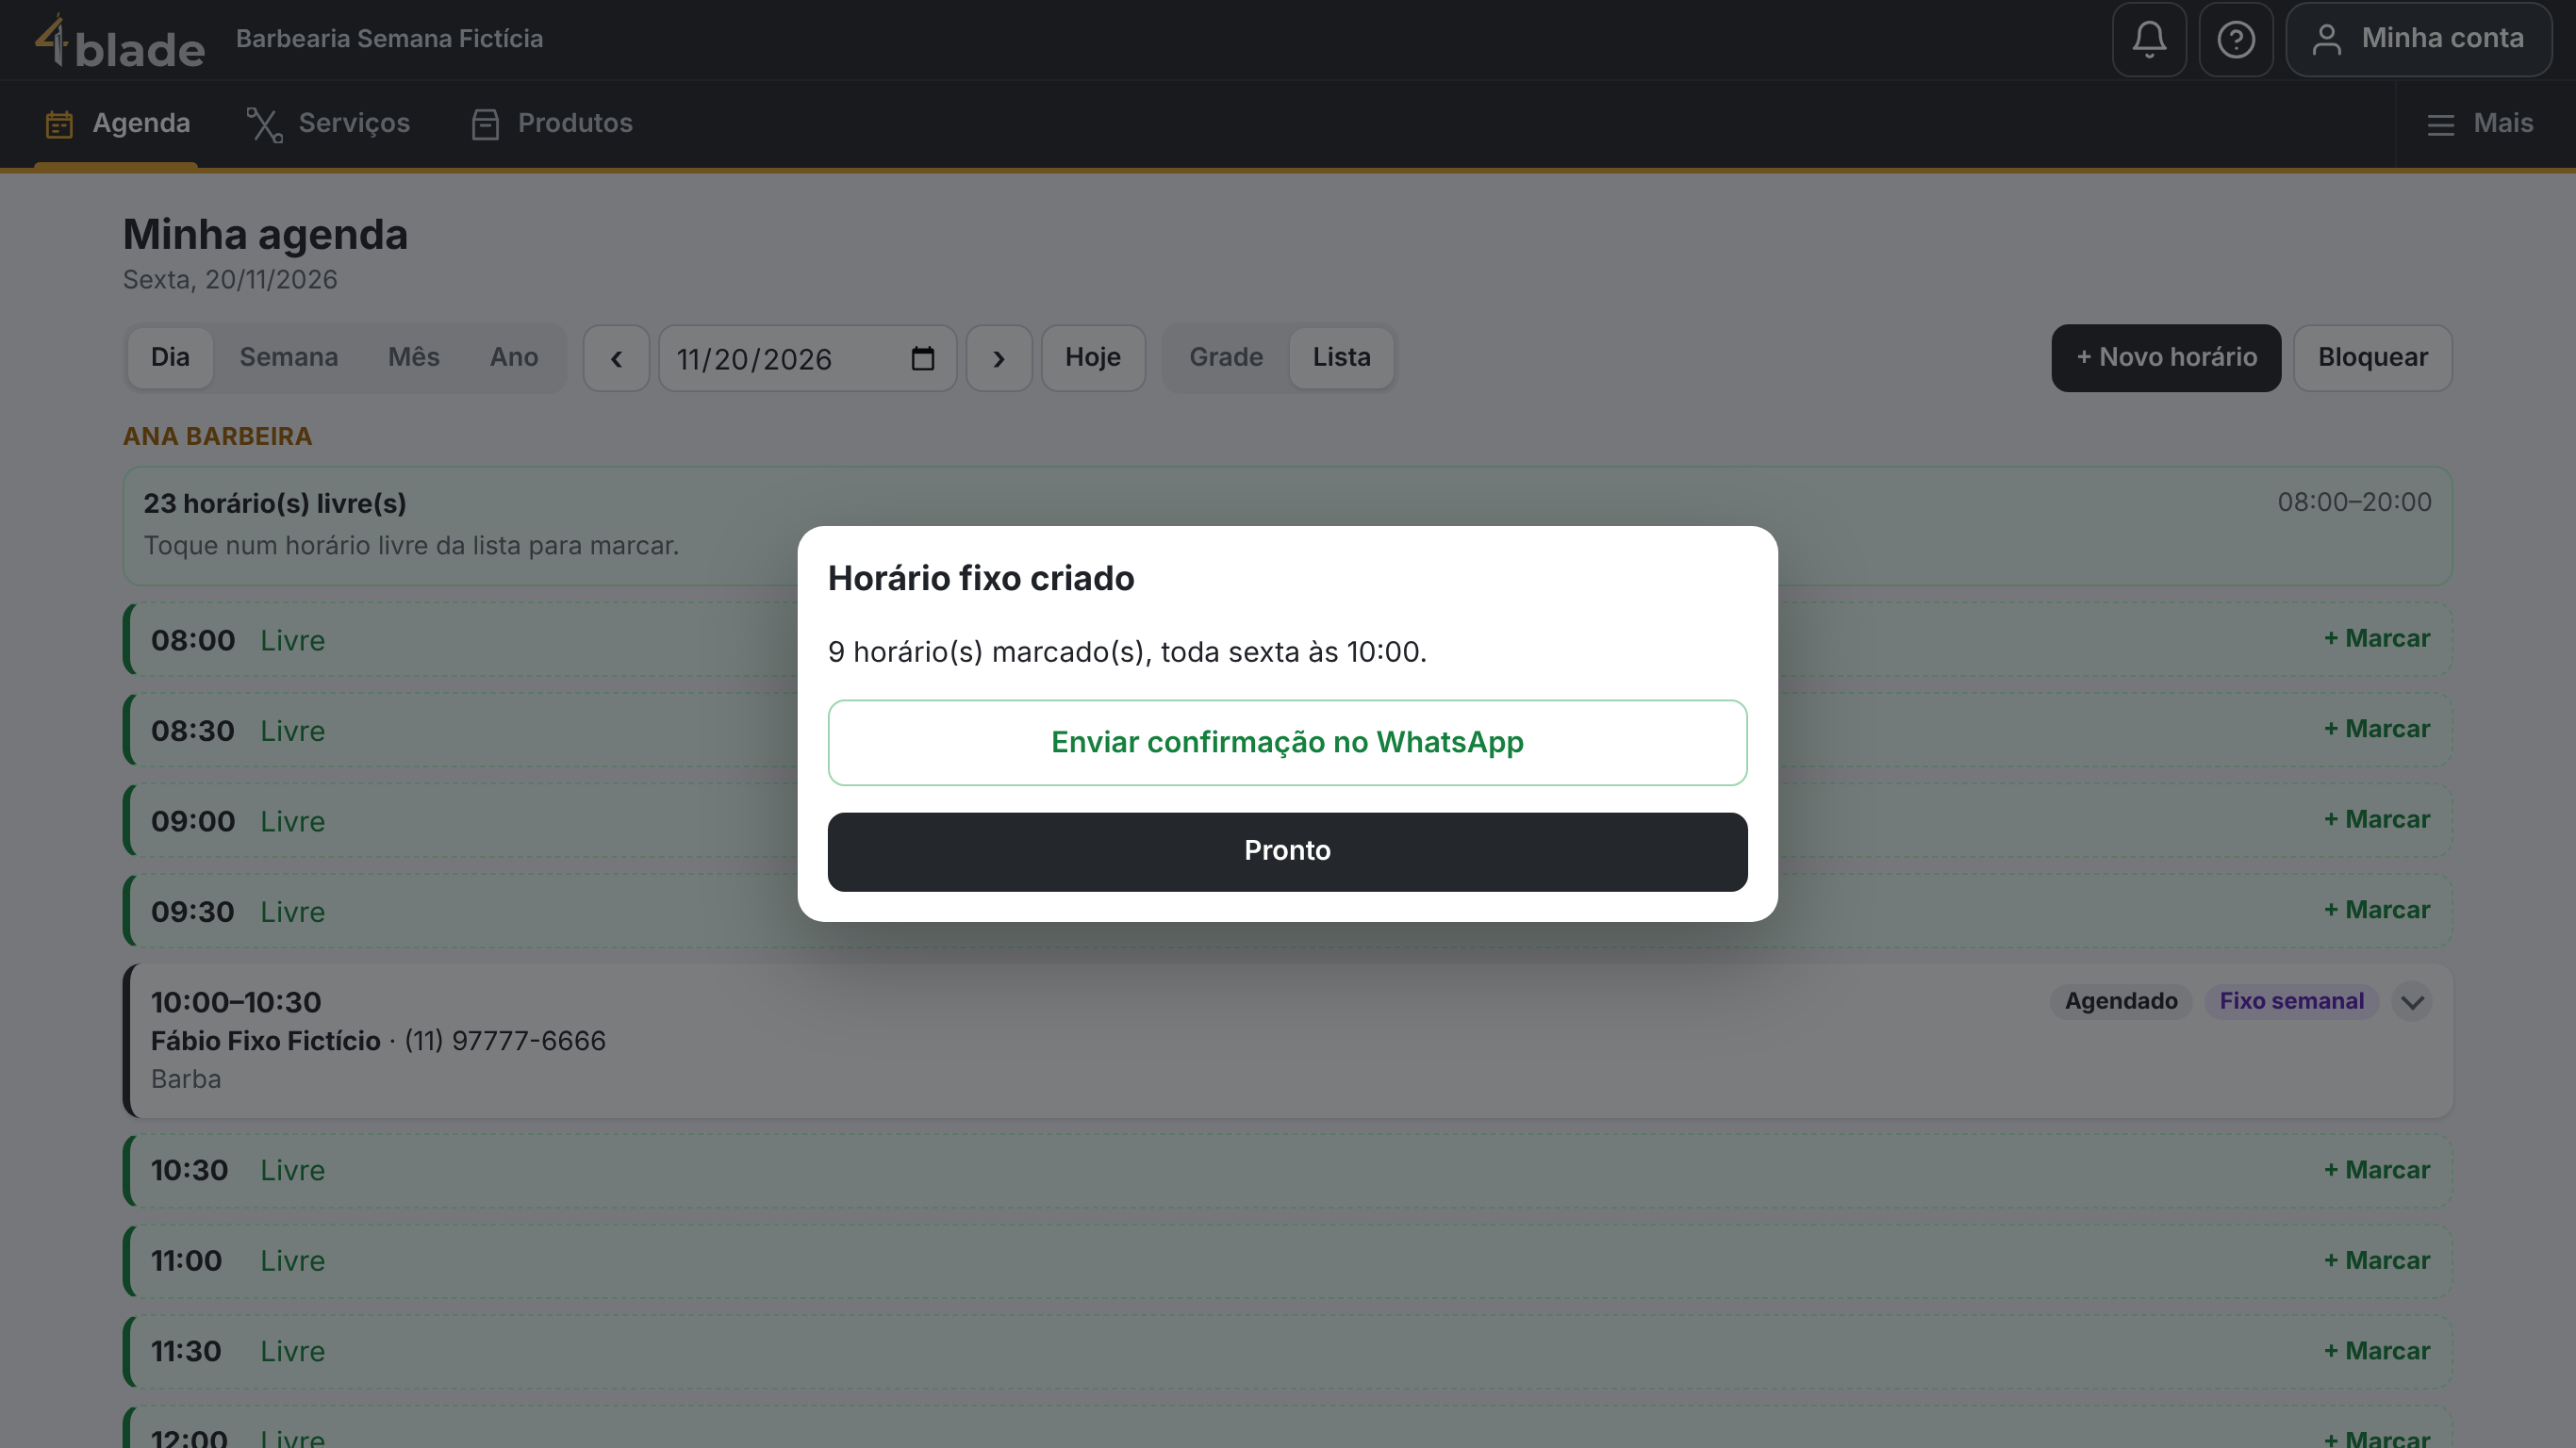 4blade
Barbearia Semana Fictícia
Minha conta
Agenda
Serviços
Produtos
Mais
Minha agenda
Sexta, 20/11/2026
Dia
Semana
Mês
Ano
‹
11/20/2026
›
Hoje
Grade
Lista
+ Novo horário
Bloquear
ANA BARBEIRA
23 horário(s) livre(s)
08:00–20:00
Toque num horário livre da lista para marcar.
08:00 Livre + Marcar
08:30 Livre + Marcar
09:00 Livre + Marcar
09:30 Livre + Marcar
Horário fixo criado
9 horário(s) marcado(s), toda sexta às 10:00.
Enviar confirmação no WhatsApp
Pronto
10:00–10:30
Agendado
Fixo semanal
Fábio Fixo Fictício · (11) 97777-6666
Barba
10:30 Livre + Marcar
11:00 Livre + Marcar
11:30 Livre + Marcar
12:00 Livre + Marcar